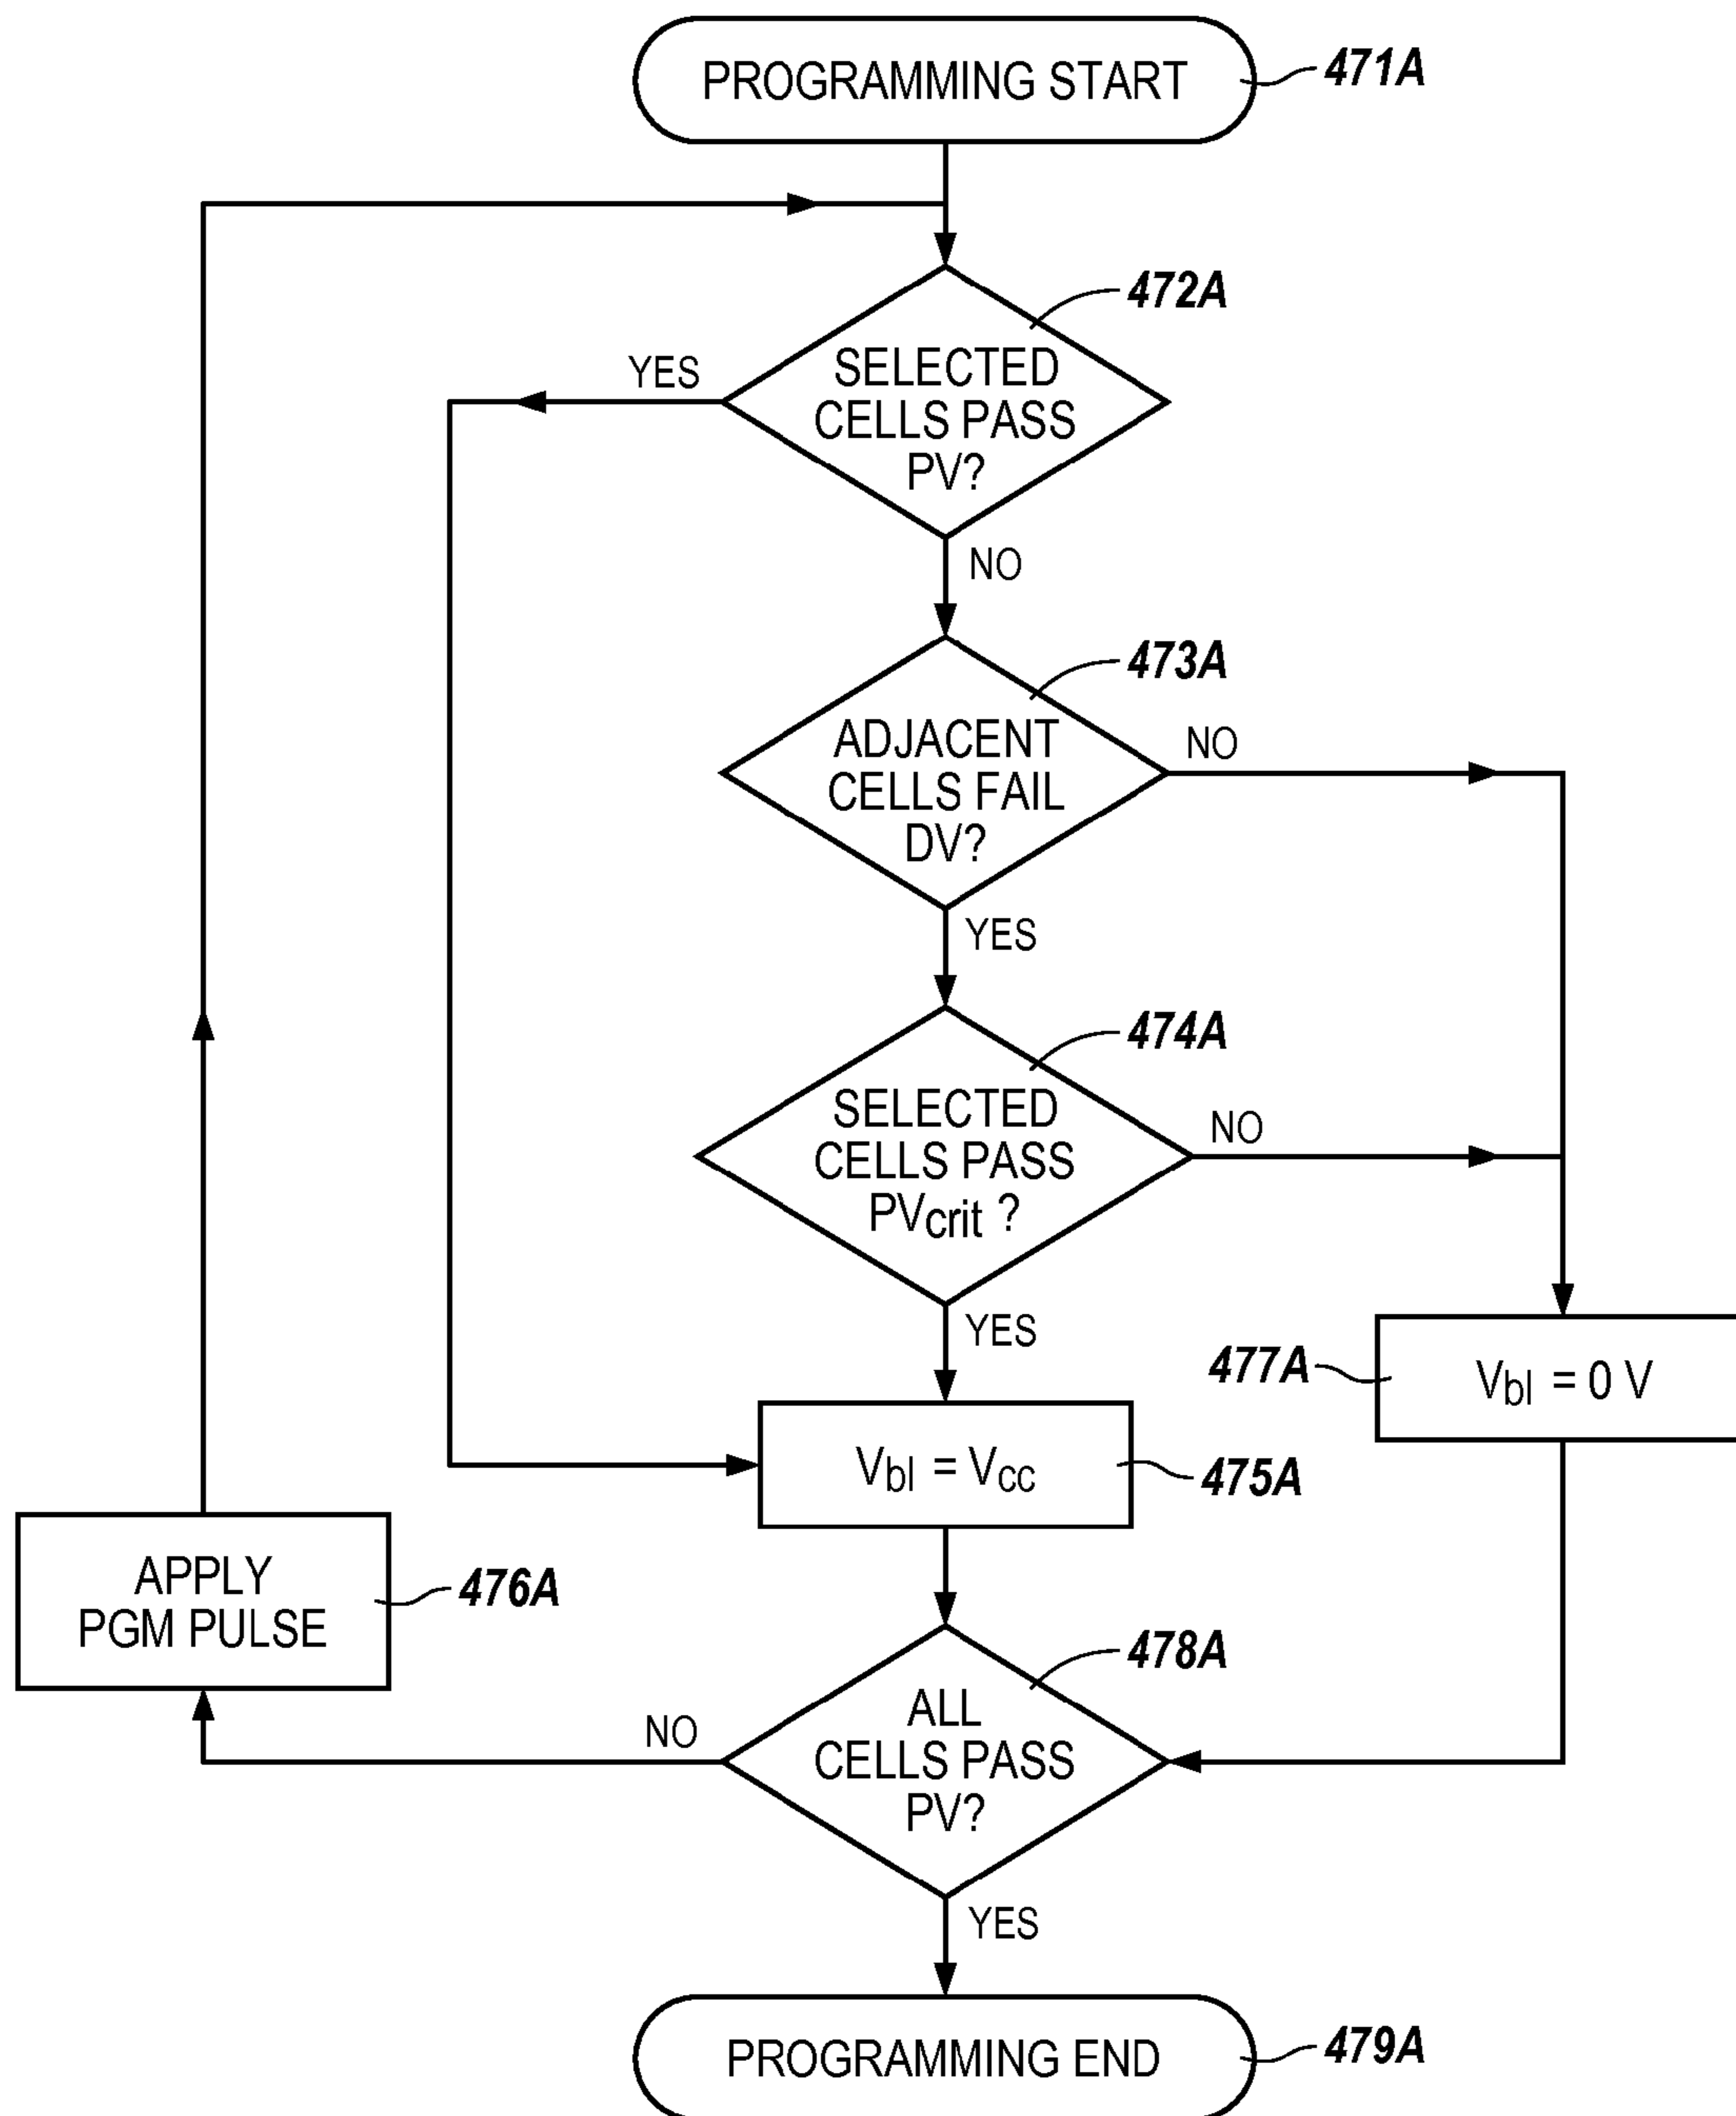 PROGRAMMING START
471A
472A
SELECTED
CELLS PASS
PV?
YES
NO
473A
ADJACENT
CELLS FAIL
DV?
NO
YES
474A
SELECTED
CELLS PASS
PVcrit ?
NO
YES
477A
Vbl = 0 V
Vbl = Vcc
475A
APPLY
PGM PULSE
476A
478A
ALL
CELLS PASS
PV?
NO
YES
PROGRAMMING END
479A